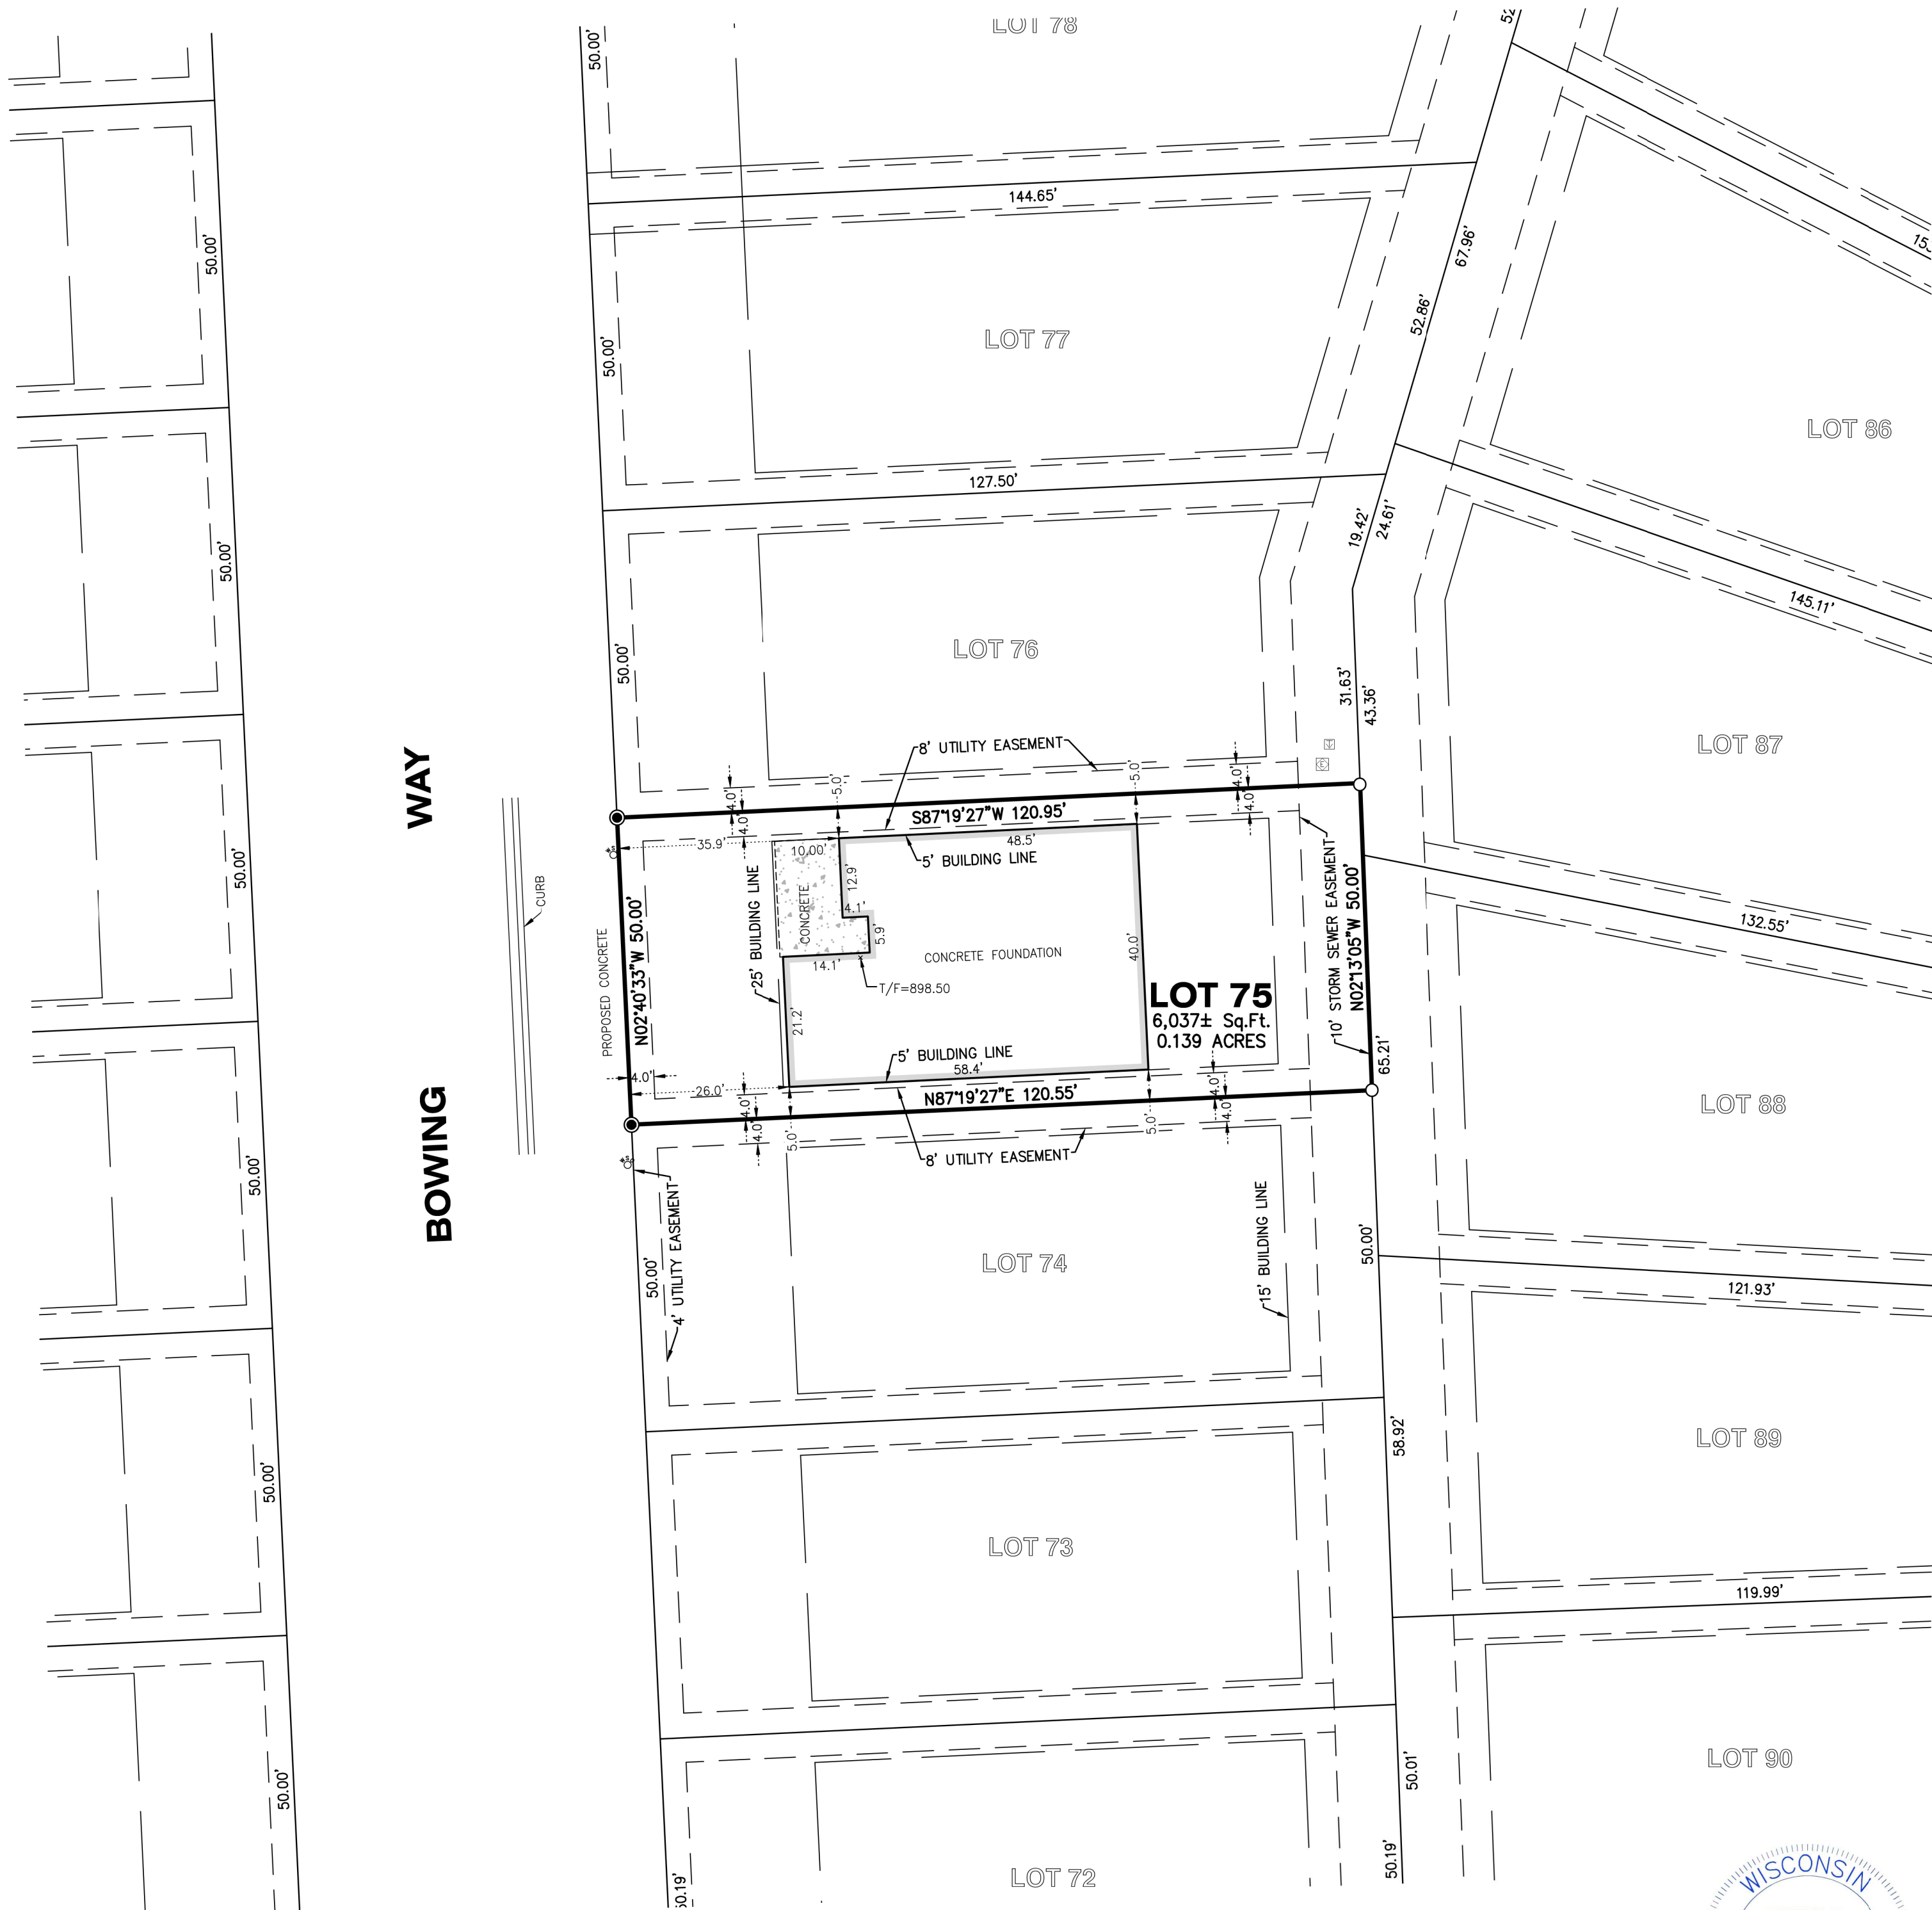 LOT 78
52
50.00'
144.65'
67.96'
153
50.00'
50.00'
LOT 77
52.86'
LOT 86
127.50'
19.42'
24.61'
50.00'
145.11'
50.00'
LOT 76
31.63'
43.36'
LOT 87
8' UTILITY EASEMENT
WAY
5.0'
5.0'
4.0'
4.0'
4.0'
4.0'
S87°19'27"W 120.95'
35.9'
10.00'
48.5'
5' BUILDING LINE
50.00'
CURB
12.9'
4.1'
5.9'
CONCRETE
25' BUILDING LINE
CONCRETE FOUNDATION
40.0'
10' STORM SEWER EASEMENT
N02°13'05"W 50.00'
132.55'
PROPOSED CONCRETE
N02°40'33"W 50.00'
14.1'
T/F=898.50
21.2'
LOT 75
6,037± Sq.Ft.
0.139 ACRES
65.21'
5' BUILDING LINE
58.4'
4.0'
26.0'
N87°19'27"E 120.55'
4.0'
4.0'
4.0'
4.0'
5.0'
5.0'
8' UTILITY EASEMENT
BOWING
LOT 88
50.00'
50.00'
4' UTILITY EASEMENT
LOT 74
15' BUILDING LINE
50.00'
121.93'
58.92'
LOT 89
50.00'
LOT 73
119.99'
50.00'
50.01'
LOT 90
50.19'
LOT 72
50.19'
WISCONSIN